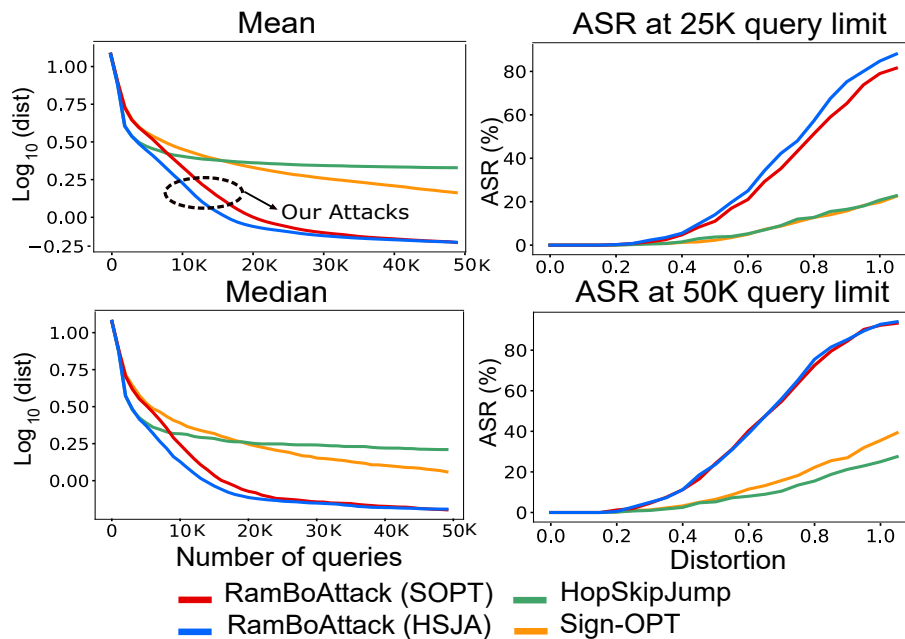 Mean
ASR at 25K query limit
Log10 (dist)
1.00
0.75
0.50
0.25
0.00
−0.25
Our Attacks
0
10K
20K
30K
40K
50K
ASR (%)
80
60
40
20
0
0.0
0.2
0.4
0.6
0.8
1.0
Median
ASR at 50K query limit
Log10 (dist)
1.00
0.75
0.50
0.25
0.00
0
10K
20K
30K
40K
50K
Number of queries
ASR (%)
80
60
40
20
0
0.0
0.2
0.4
0.6
0.8
1.0
Distortion
RamBoAttack (SOPT)
HopSkipJump
RamBoAttack (HSJA)
Sign-OPT